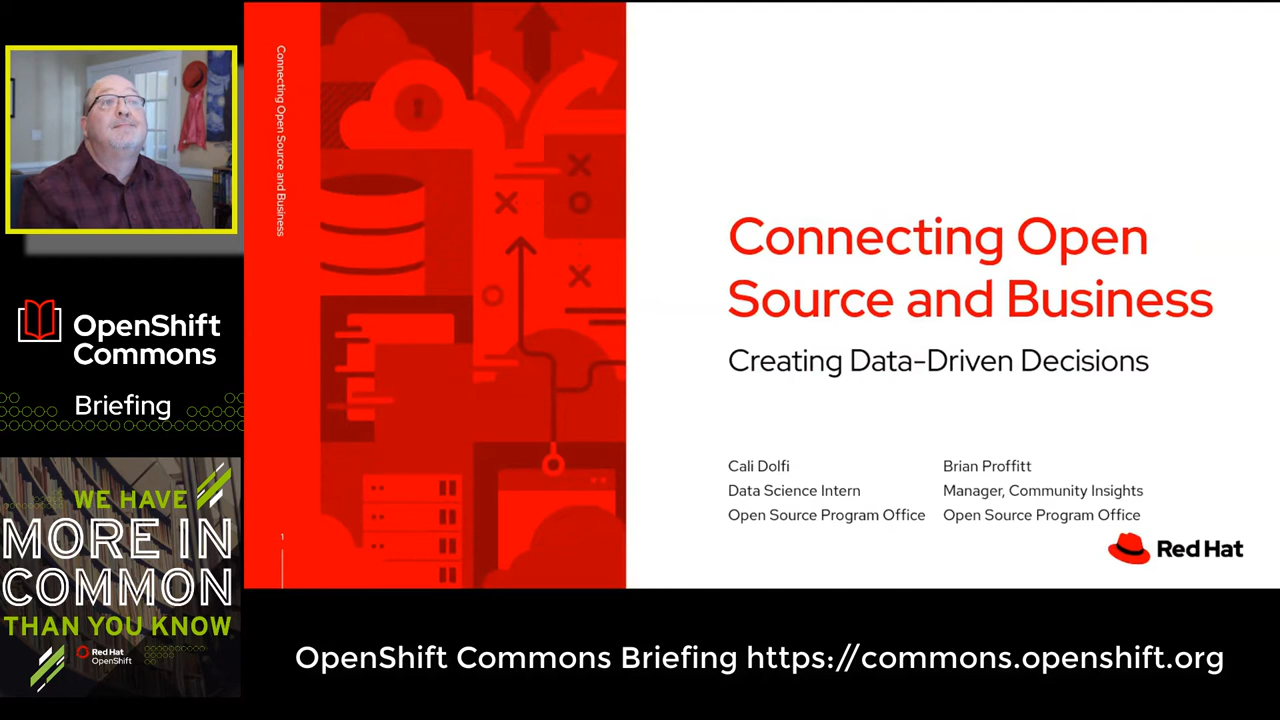 OpenShift
Commons
Briefing
WE HAVE
MORE IN
COMMON
THAN YOU KNOW
Red Hat
OpenShift
Connecting Open Source and Business
1
Connecting Open
Source and Business
Creating Data-Driven Decisions
Cali Dolfi
Data Science Intern
Open Source Program Office
Brian Proffitt
Manager, Community Insights
Open Source Program Office
Red Hat
OpenShift Commons Briefing https://commons.openshift.org